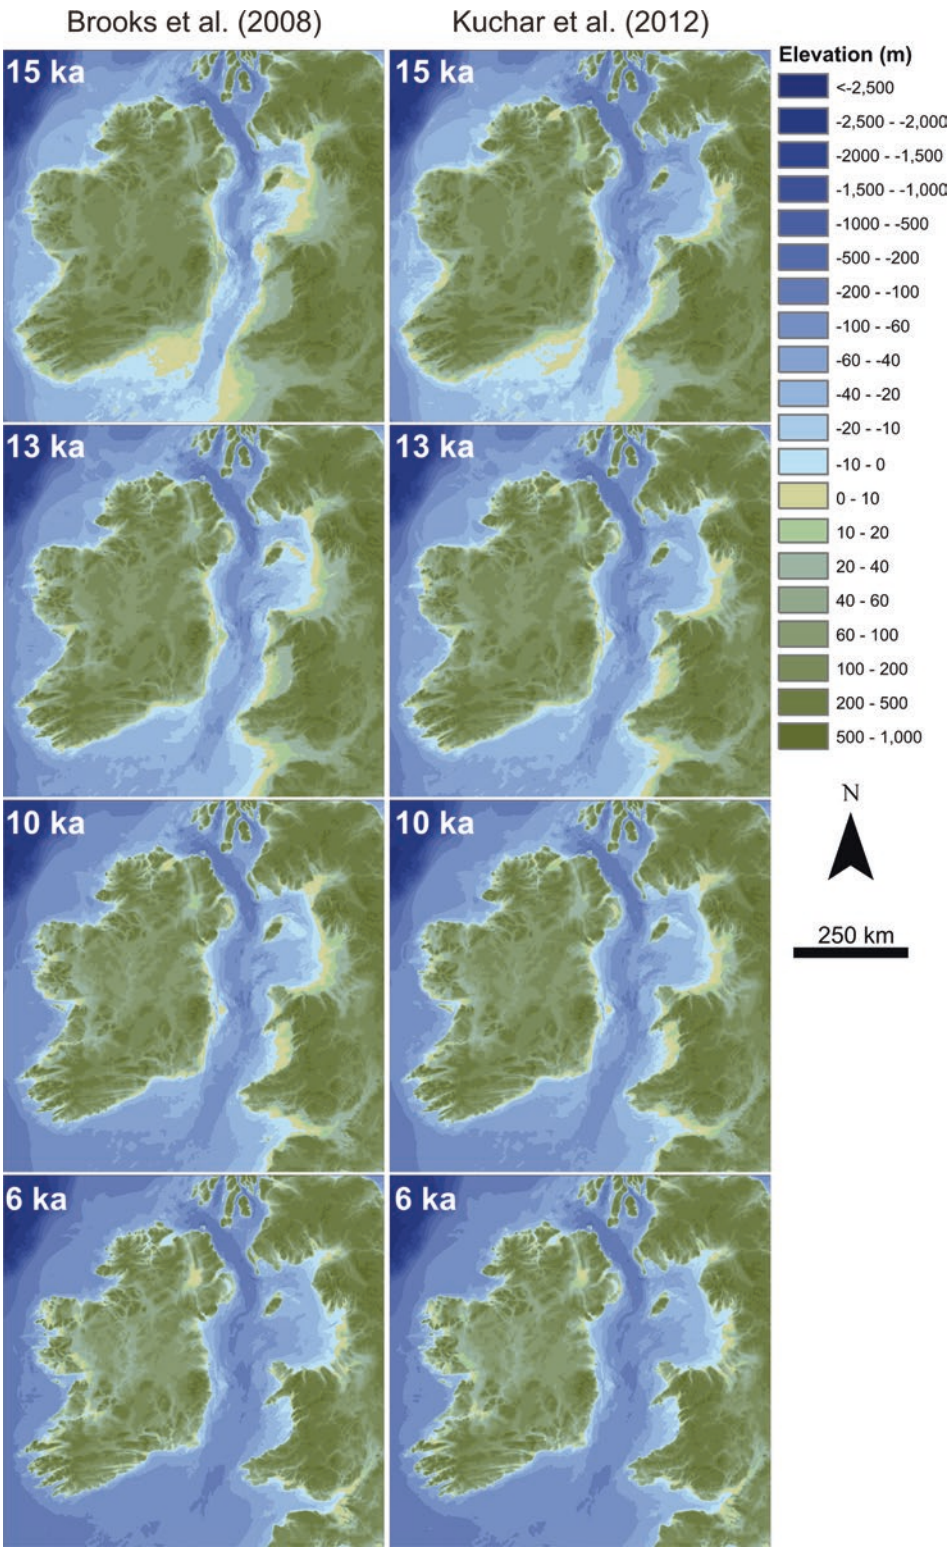 Brooks et al. (2008)
Kuchar et al. (2012)
15 ka
15 ka
13 ka
13 ka
10 ka
10 ka
6 ka
6 ka
Elevation (m)
<-2,500
-2,500 - -2,000
-2000 - -1,500
-1,500 - -1,000
-1000 - -500
-500 - -200
-200 - -100
-100 - -60
-60 - -40
-40 - -20
-20 - -10
-10 - 0
0 - 10
10 - 20
20 - 40
40 - 60
60 - 100
100 - 200
200 - 500
500 - 1,000
N
250 km